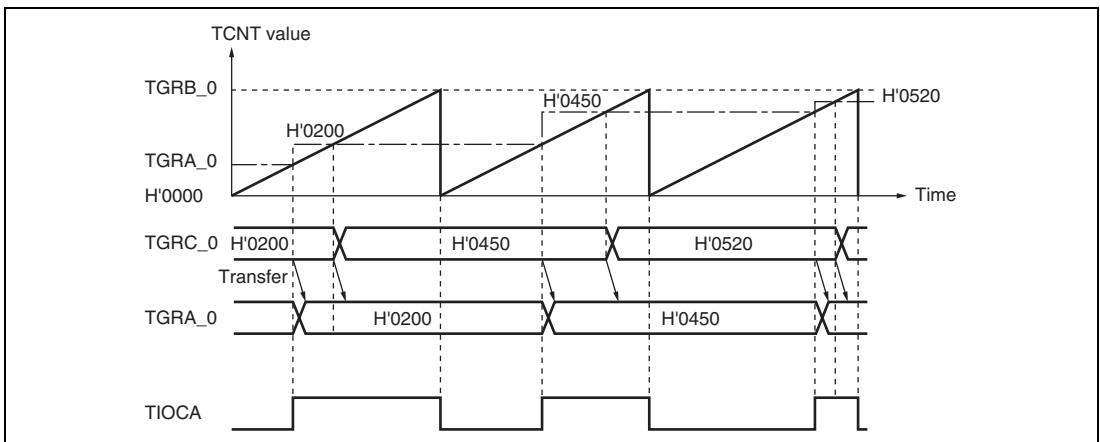 TCNT value
TGRB_0
H'0450
H'0520
H'0200
TGRA_0
H'0000
Time
TGRC_0 H'0200 H'0450 H'0520
Transfer
TGRA_0 H'0200 H'0450
TIOCA